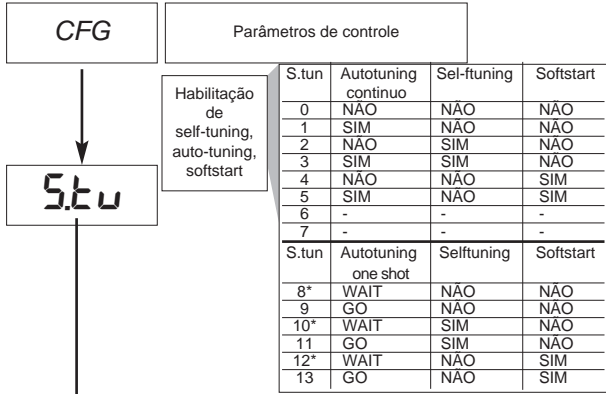 CFG
Parâmetros de controle
Habilitação
de
self-tuning,
auto-tuning,
softstart
S.tu
S.tun Autotuning Sel-ftuning Softstart
continuo
0 NÃO NÃO NÃO
1 SIM NÃO NÃO
2 NÃO SIM NÃO
3 SIM SIM NÃO
4 NÃO NÃO SIM
5 SIM NÃO SIM
6 - - -
7 - - -
S.tun Autotuning Selftuning Softstart
one shot
8* WAIT NÃO NÃO
9 GO NÃO NÃO
10* WAIT SIM NÃO
11 GO SIM NÃO
12* WAIT NÃO SIM
13 GO NÃO SIM